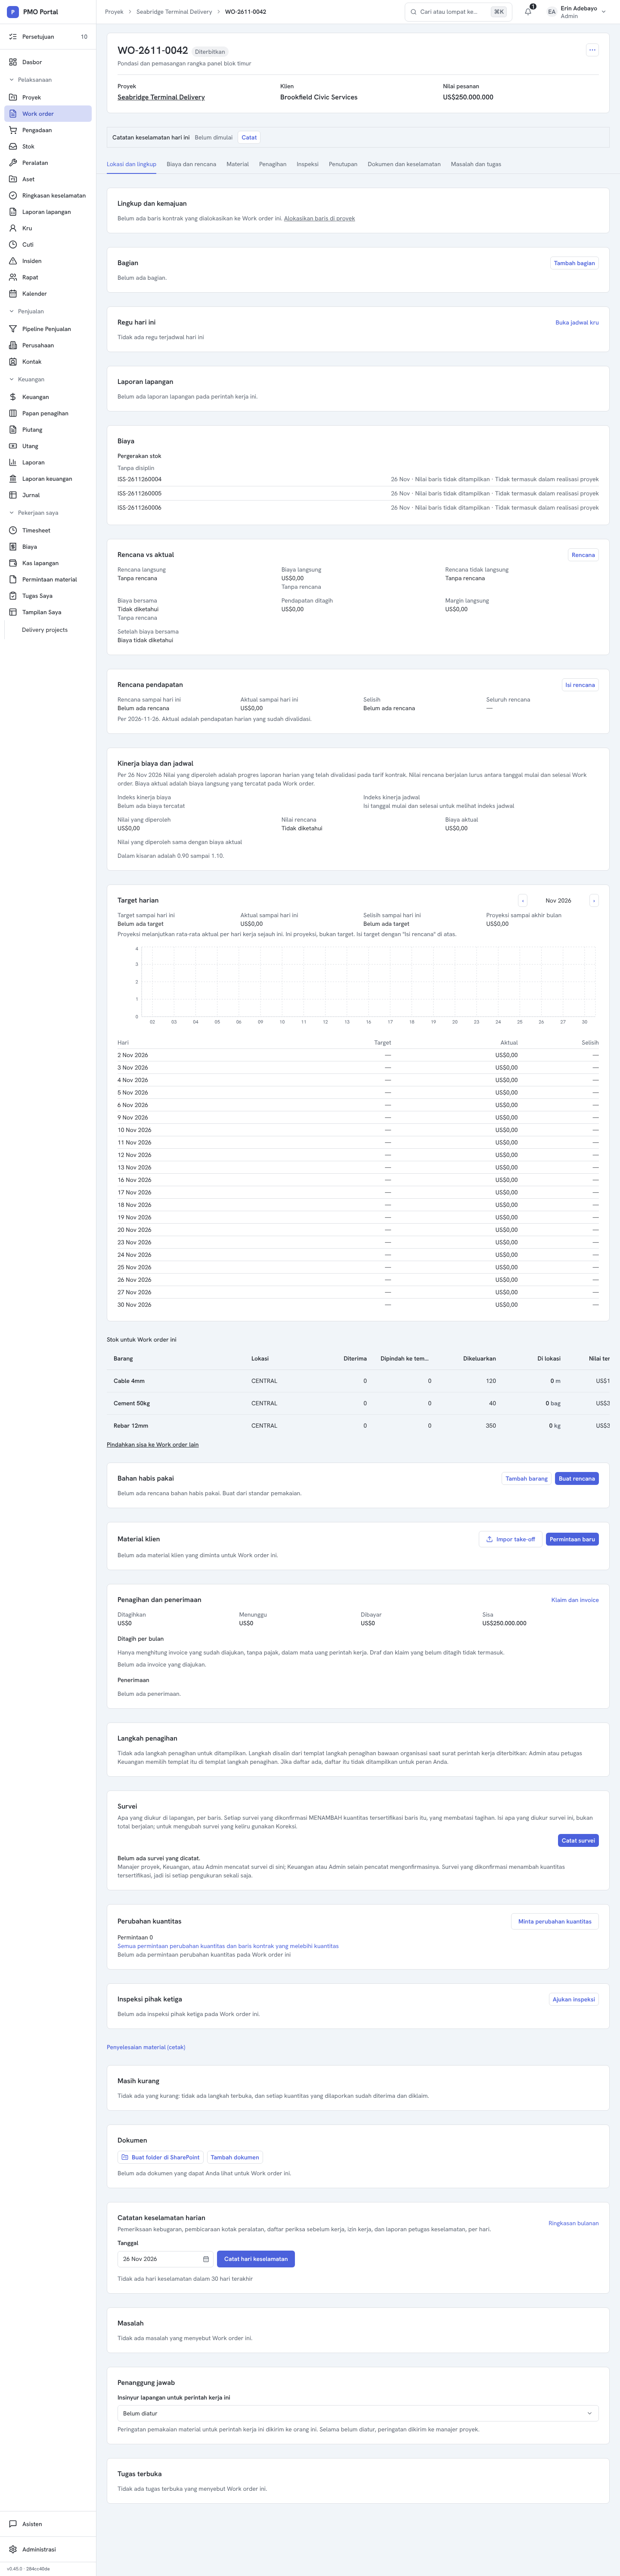 P PMO Portal
Persetujuan 10
Dasbor
Pelaksanaan
Proyek
Work order
Pengadaan
Stok
Peralatan
Aset
Ringkasan keselamatan
Laporan lapangan
Kru
Cuti
Insiden
Rapat
Kalender
Penjualan
Pipeline Penjualan
Perusahaan
Kontak
Keuangan
Keuangan
Papan penagihan
Piutang
Utang
Laporan
Laporan keuangan
Jurnal
Pekerjaan saya
Timesheet
Biaya
Kas lapangan
Permintaan material
Tugas Saya
Tampilan Saya
Delivery projects
Asisten
Administrasi
v0.45.0 · 284cc40da
Proyek > Seabridge Terminal Delivery > WO-2611-0042
Cari atau lompat ke... ⌘K
1
EA Erin Adebayo
Admin
WO-2611-0042 Diterbitkan
Pondasi dan pemasangan rangka panel blok timur
Proyek Klien Nilai pesanan
Seabridge Terminal Delivery Brookfield Civic Services US$250.000.000
Catatan keselamatan hari ini Belum dimulai Catat
Lokasi dan lingkup Biaya dan rencana Material Penagihan Inspeksi Penutupan Dokumen dan keselamatan Masalah dan tugas
Lingkup dan kemajuan
Belum ada baris kontrak yang dialokasikan ke Work order ini. Alokasikan baris di proyek
Bagian Tambah bagian
Belum ada bagian.
Regu hari ini Buka jadwal kru
Tidak ada regu terjadwal hari ini
Laporan lapangan
Belum ada laporan lapangan pada perintah kerja ini.
Biaya
Pergerakan stok
Tanpa disiplin
ISS-2611260004 26 Nov · Nilai baris tidak ditampilkan · Tidak termasuk dalam realisasi proyek
ISS-2611260005 26 Nov · Nilai baris tidak ditampilkan · Tidak termasuk dalam realisasi proyek
ISS-2611260006 26 Nov · Nilai baris tidak ditampilkan · Tidak termasuk dalam realisasi proyek
Rencana vs aktual Rencana
Rencana langsung Biaya langsung Rencana tidak langsung
Tanpa rencana US$0,00 Tanpa rencana
Tanpa rencana
Biaya bersama Pendapatan ditagih Margin langsung
Tidak diketahui US$0,00 US$0,00
Tanpa rencana
Setelah biaya bersama
Biaya tidak diketahui
Rencana pendapatan Isi rencana
Rencana sampai hari ini Aktual sampai hari ini Selisih Seluruh rencana
Belum ada rencana US$0,00 Belum ada rencana —
Per 2026-11-26. Aktual adalah pendapatan harian yang sudah divalidasi.
Kinerja biaya dan jadwal
Per 26 Nov 2026 Nilai yang diperoleh adalah progres laporan harian yang telah divalidasi pada tarif kontrak. Nilai rencana berjalan lurus antara tanggal mulai dan selesai Work
order. Biaya aktual adalah biaya langsung yang tercatat pada Work order.
Indeks kinerja biaya Indeks kinerja jadwal
Belum ada biaya tercatat Isi tanggal mulai dan selesai untuk melihat indeks jadwal
Nilai yang diperoleh Nilai rencana Biaya aktual
US$0,00 Tidak diketahui US$0,00
Nilai yang diperoleh sama dengan biaya aktual
Dalam kisaran adalah 0.90 sampai 1.10.
Target harian ‹ Nov 2026 ›
Target sampai hari ini Aktual sampai hari ini Selisih sampai hari ini Proyeksi sampai akhir bulan
Belum ada target US$0,00 Belum ada target US$0,00
Proyeksi melanjutkan rata-rata aktual per hari kerja sejauh ini. Ini proyeksi, bukan target. Isi target dengan "Isi rencana" di atas.
4
3
2
1
0
02 03 04 05 06 09 10 11 12 13 16 17 18 19 20 23 24 25 26 27 30
Hari Target Aktual Selisih
2 Nov 2026 — US$0,00 —
3 Nov 2026 — US$0,00 —
4 Nov 2026 — US$0,00 —
5 Nov 2026 — US$0,00 —
6 Nov 2026 — US$0,00 —
9 Nov 2026 — US$0,00 —
10 Nov 2026 — US$0,00 —
11 Nov 2026 — US$0,00 —
12 Nov 2026 — US$0,00 —
13 Nov 2026 — US$0,00 —
16 Nov 2026 — US$0,00 —
17 Nov 2026 — US$0,00 —
18 Nov 2026 — US$0,00 —
19 Nov 2026 — US$0,00 —
20 Nov 2026 — US$0,00 —
23 Nov 2026 — US$0,00 —
24 Nov 2026 — US$0,00 —
25 Nov 2026 — US$0,00 —
26 Nov 2026 — US$0,00 —
27 Nov 2026 — US$0,00 —
30 Nov 2026 — US$0,00 —
Stok untuk Work order ini
Barang Lokasi Diterima Dipindah ke tem... Dikeluarkan Di lokasi Nilai ter
Cable 4mm CENTRAL 0 0 120 0 m US$1
Cement 50kg CENTRAL 0 0 40 0 bag US$3
Rebar 12mm CENTRAL 0 0 350 0 kg US$3
Pindahkan sisa ke Work order lain
Bahan habis pakai Tambah barang Buat rencana
Belum ada rencana bahan habis pakai. Buat dari standar pemakaian.
Material klien Impor take-off Permintaan baru
Belum ada material klien yang diminta untuk Work order ini.
Penagihan dan penerimaan Klaim dan invoice
Ditagihkan Menunggu Dibayar Sisa
US$0 US$0 US$0 US$250.000.000
Ditagih per bulan
Hanya menghitung invoice yang sudah diajukan, tanpa pajak, dalam mata uang perintah kerja. Draf dan klaim yang belum ditagih tidak termasuk.
Belum ada invoice yang diajukan.
Penerimaan
Belum ada penerimaan.
Langkah penagihan
Tidak ada langkah penagihan untuk ditampilkan. Langkah disalin dari templat langkah penagihan bawaan organisasi saat surat perintah kerja diterbitkan: Admin atau petugas
Keuangan memilih templat itu di templat langkah penagihan. Jika daftar ada, daftar itu tidak ditampilkan untuk peran Anda.
Survei
Apa yang diukur di lapangan, per baris. Setiap survei yang dikonfirmasi MENAMBAH kuantitas tersertifikasi baris itu, yang membatasi tagihan. Isi apa yang diukur survei ini, bukan
total berjalan; untuk mengubah survei yang keliru gunakan Koreksi.
Catat survei
Belum ada survei yang dicatat.
Manajer proyek, Keuangan, atau Admin mencatat survei di sini; Keuangan atau Admin selain pencatat mengonfirmasinya. Survei yang dikonfirmasi menambah kuantitas
tersertifikasi, jadi isi setiap pengukuran sekali saja.
Perubahan kuantitas Minta perubahan kuantitas
Permintaan 0
Semua permintaan perubahan kuantitas dan baris kontrak yang melebihi kuantitas
Belum ada permintaan perubahan kuantitas pada Work order ini
Inspeksi pihak ketiga Ajukan inspeksi
Belum ada inspeksi pihak ketiga pada Work order ini.
Penyelesaian material (cetak)
Masih kurang
Tidak ada yang kurang: tidak ada langkah terbuka, dan setiap kuantitas yang dilaporkan sudah diterima dan diklaim.
Dokumen
Buat folder di SharePoint Tambah dokumen
Belum ada dokumen yang dapat Anda lihat untuk Work order ini.
Catatan keselamatan harian Ringkasan bulanan
Pemeriksaan kebugaran, pembicaraan kotak peralatan, daftar periksa sebelum kerja, izin kerja, dan laporan petugas keselamatan, per hari.
Tanggal
26 Nov 2026 Catat hari keselamatan
Tidak ada hari keselamatan dalam 30 hari terakhir
Masalah
Tidak ada masalah yang menyebut Work order ini.
Penanggung jawab
Insinyur lapangan untuk perintah kerja ini
Belum diatur
Peringatan pemakaian material untuk perintah kerja ini dikirim ke orang ini. Selama belum diatur, peringatan dikirim ke manajer proyek.
Tugas terbuka
Tidak ada tugas terbuka yang menyebut Work order ini.